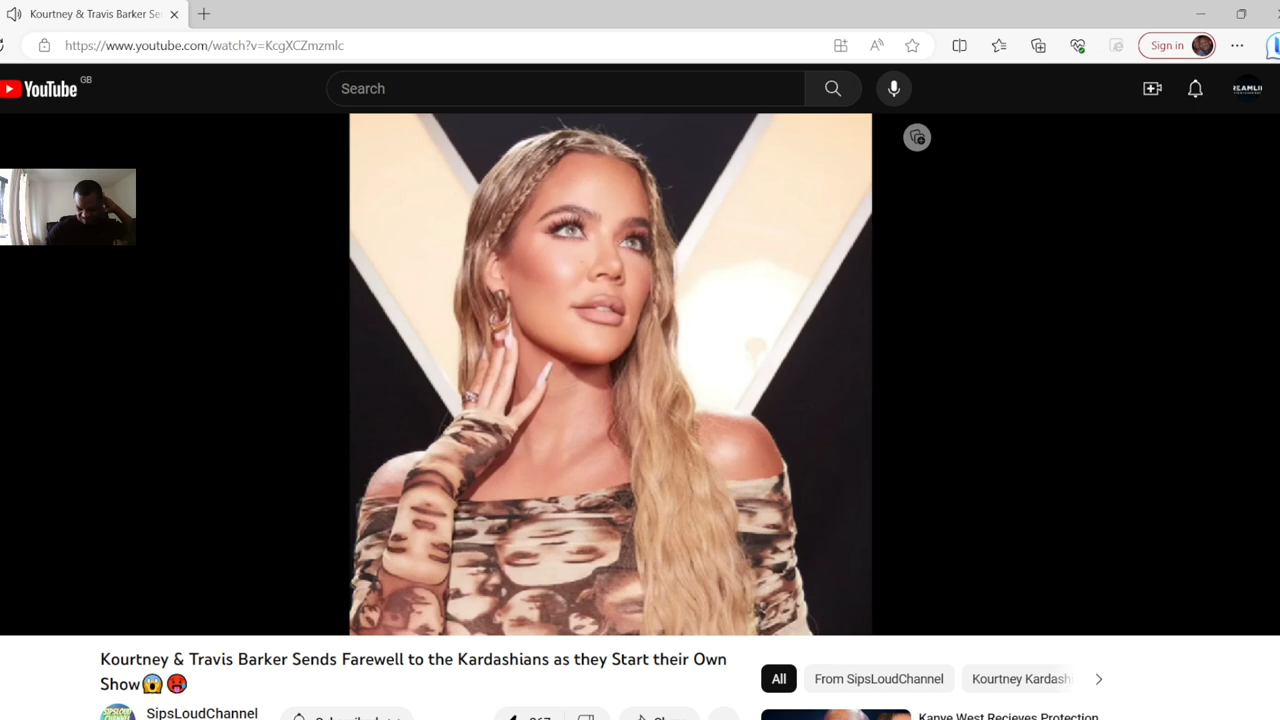 Kourtney & Travis Barker Se
https://www.youtube.com/watch?v=KcgXCZmzmlc
Sign in
YouTube GB
Search
Kourtney & Travis Barker Sends Farewell to the Kardashians as they Start their Own
Show😱🥵
All
From SipsLoudChannel
Kourtney Kardashi
SipsLoudChannel
Kanye West Recieves Protection